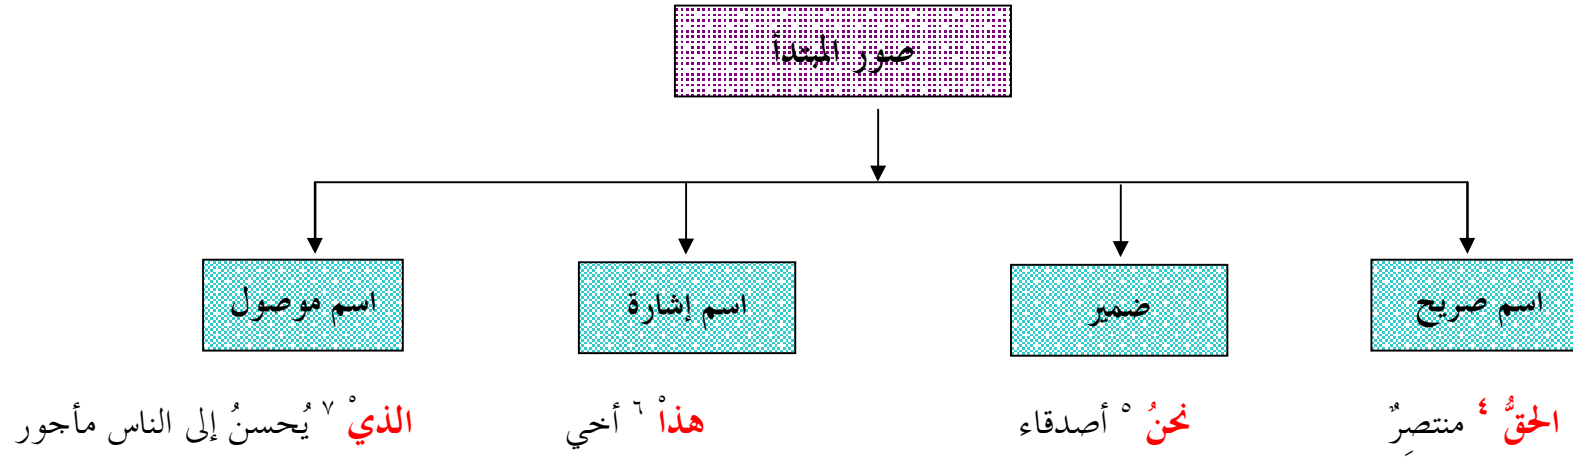 صور المبتدأ
اسم صريح
ضمير
اسم إشارة
اسم موصول
الحقُّ ٤ منتصِرٌ
نحنُ ٥ أصدقاء
هذاْ ٦ أخي
الذيْ ٧ يُحسنُ إلى الناس مأجور